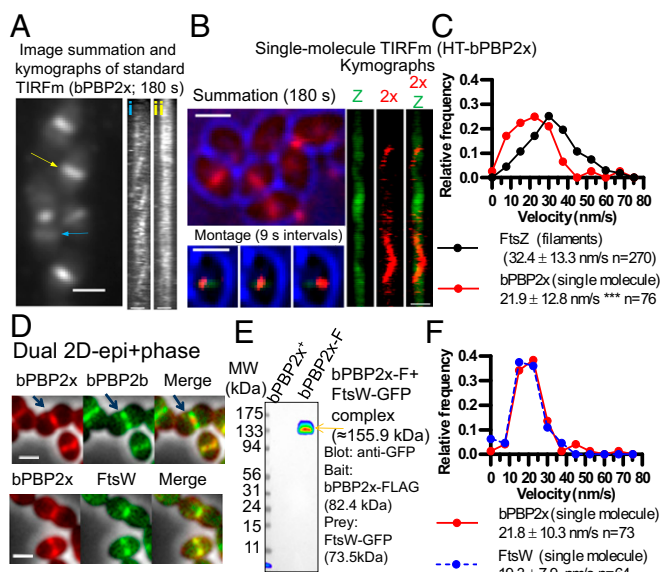 A
Image summation and
kymographs of standard
TIRFm (bPBP2x; 180 s)
i
ii
B
Single-molecule TIRFm (HT-bPBP2x)
Kymographs
Summation (180 s)
Z
2x
2x
Z
Montage (9 s intervals)
C
Relative frequency
0.4
0.3
0.2
0.1
0.0
0 10 20 30 40 50 60 70 80
Velocity (nm/s)
FtsZ (filaments)
(32.4 ± 13.3 nm/s n=270)
bPBP2x (single molecule)
21.9 ± 12.8 nm/s *** n=76
D
Dual 2D-epi+phase
bPBP2x bPBP2b Merge
bPBP2x FtsW Merge
E
MW
(kDa)
bPBP2x+
bPBP2x-F
175
133
94
56
31
24
15
11
bPBP2x-F+
FtsW-GFP
complex
(≈155.9 kDa)
Blot: anti-GFP
Bait:
bPBP2x-FLAG
(82.4 kDa)
Prey:
FtsW-GFP
(73.5kDa)
F
Relative frequency
0.4
0.3
0.2
0.1
0.0
0 10 20 30 40 50 60 70 80
Velocity (nm/s)
bPBP2x (single molecule)
21.8 ± 10.3 nm/s n=73
FtsW (single molecule)